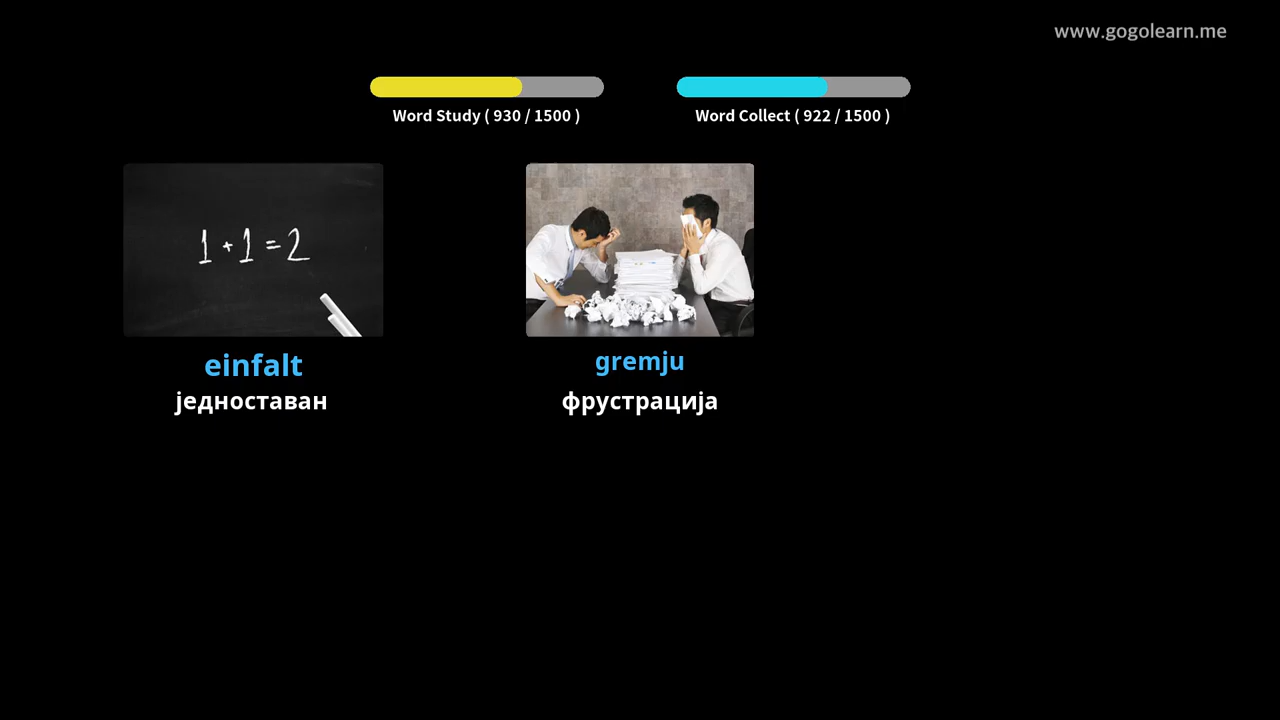 www.gogolearn.me
Word Study ( 930 / 1500 )
Word Collect ( 922 / 1500 )
1 + 1 = 2
einfalt
једноставан
gremju
фрустрација